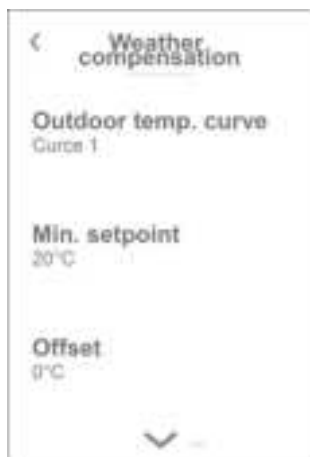 Weather
compensation
Outdoor temp. curve
Curce 1
Min. setpoint
20°C
Offset
0°C